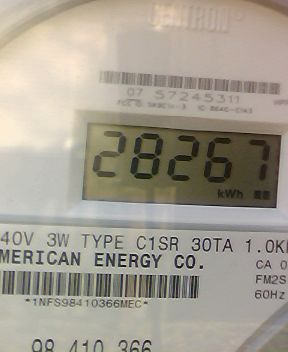 CENTRON®
07 57245311
28267
kWh
40V 3W TYPE C1SR 30TA 1.0K
MERICAN ENERGY CO.
CA 0
FM2S
60Hz
*1NFS98410366MEC*
98 410 366